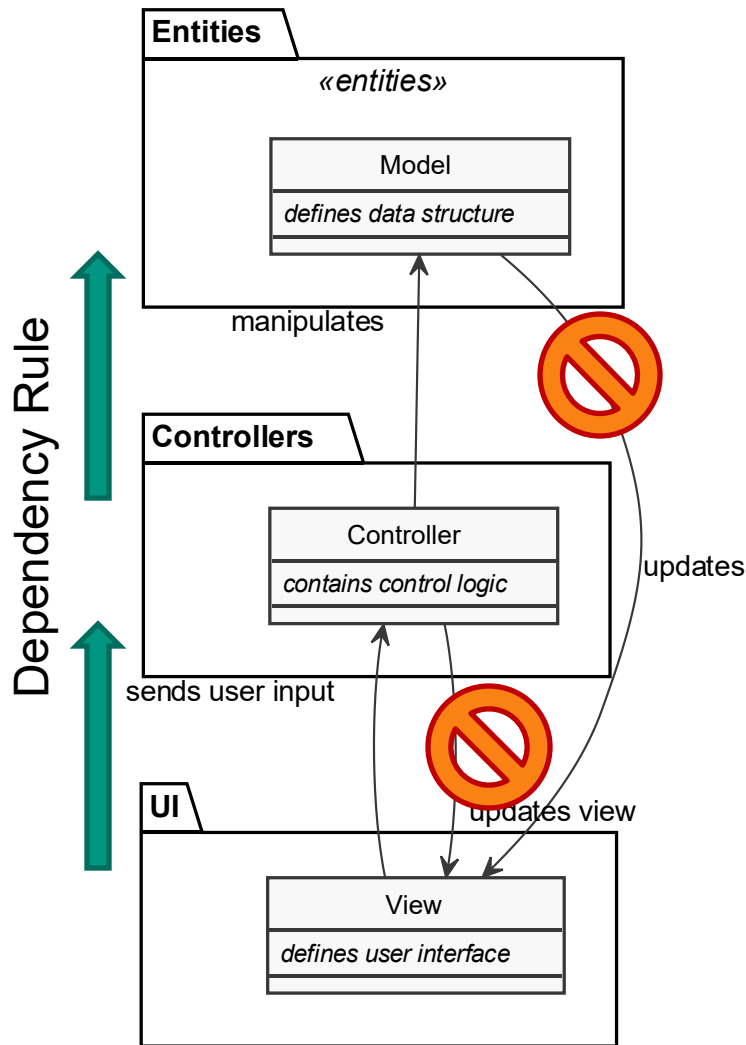 Entities
«entities»
Model
defines data structure
manipulates
Dependency Rule
Controllers
Controller
contains control logic
updates
sends user input
updates view
UI
View
defines user interface